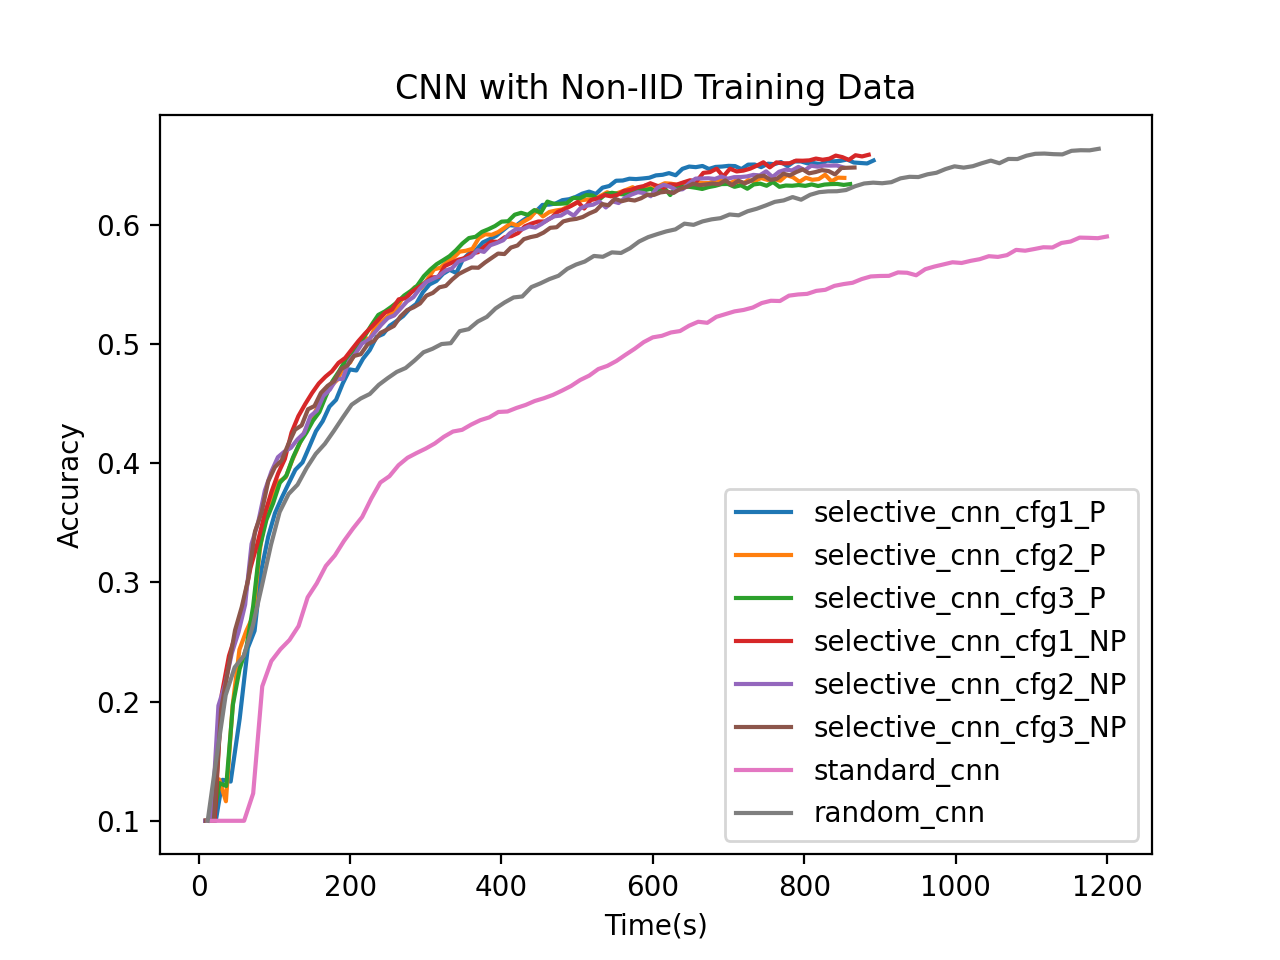 CNN with Non-IID Training Data
Accuracy
0.6
0.5
0.4
0.3
0.2
0.1
selective_cnn_cfg1_P
selective_cnn_cfg2_P
selective_cnn_cfg3_P
selective_cnn_cfg1_NP
selective_cnn_cfg2_NP
selective_cnn_cfg3_NP
standard_cnn
random_cnn
0 200 400 600 800 1000 1200
Time(s)